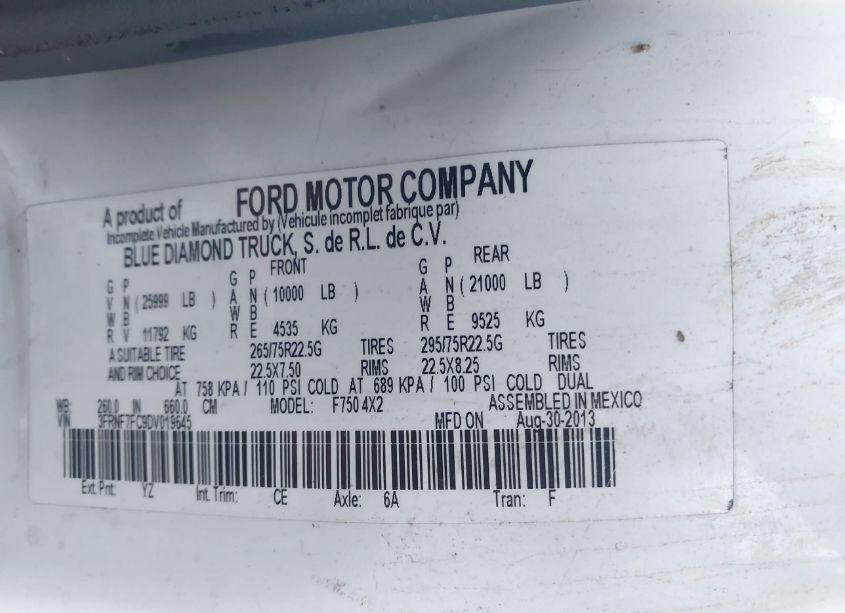 A product of FORD MOTOR COMPANY
Incomplete Vehicle Manufactured by (Vehicule incomplet fabrique par)
BLUE DIAMOND TRUCK, S. de R.L. de C.V.
FRONT REAR
G P G P G P
V N ( 25999 LB ) A N ( 10000 LB ) A N ( 21000 LB )
W B W B W B
R V 11792 KG R E 4535 KG R E 9525 KG
A SUITABLE TIRE 265/75R22.5G TIRES 295/75R22.5G TIRES
AND RIM CHOICE 22.5X7.50 RIMS 22.5X8.25 RIMS
AT 758 KPA / 110 PSI COLD AT 689 KPA / 100 PSI COLD DUAL
WB: 260.0 IN 660.0 CM MODEL: F750 4X2 ASSEMBLED IN MEXICO
VIN 3FRNF7FC9DV019645 MFD ON Aug-30-2013
Ext. Pnt: YZ Int. Trim: CE Axle: 6A Tran: F